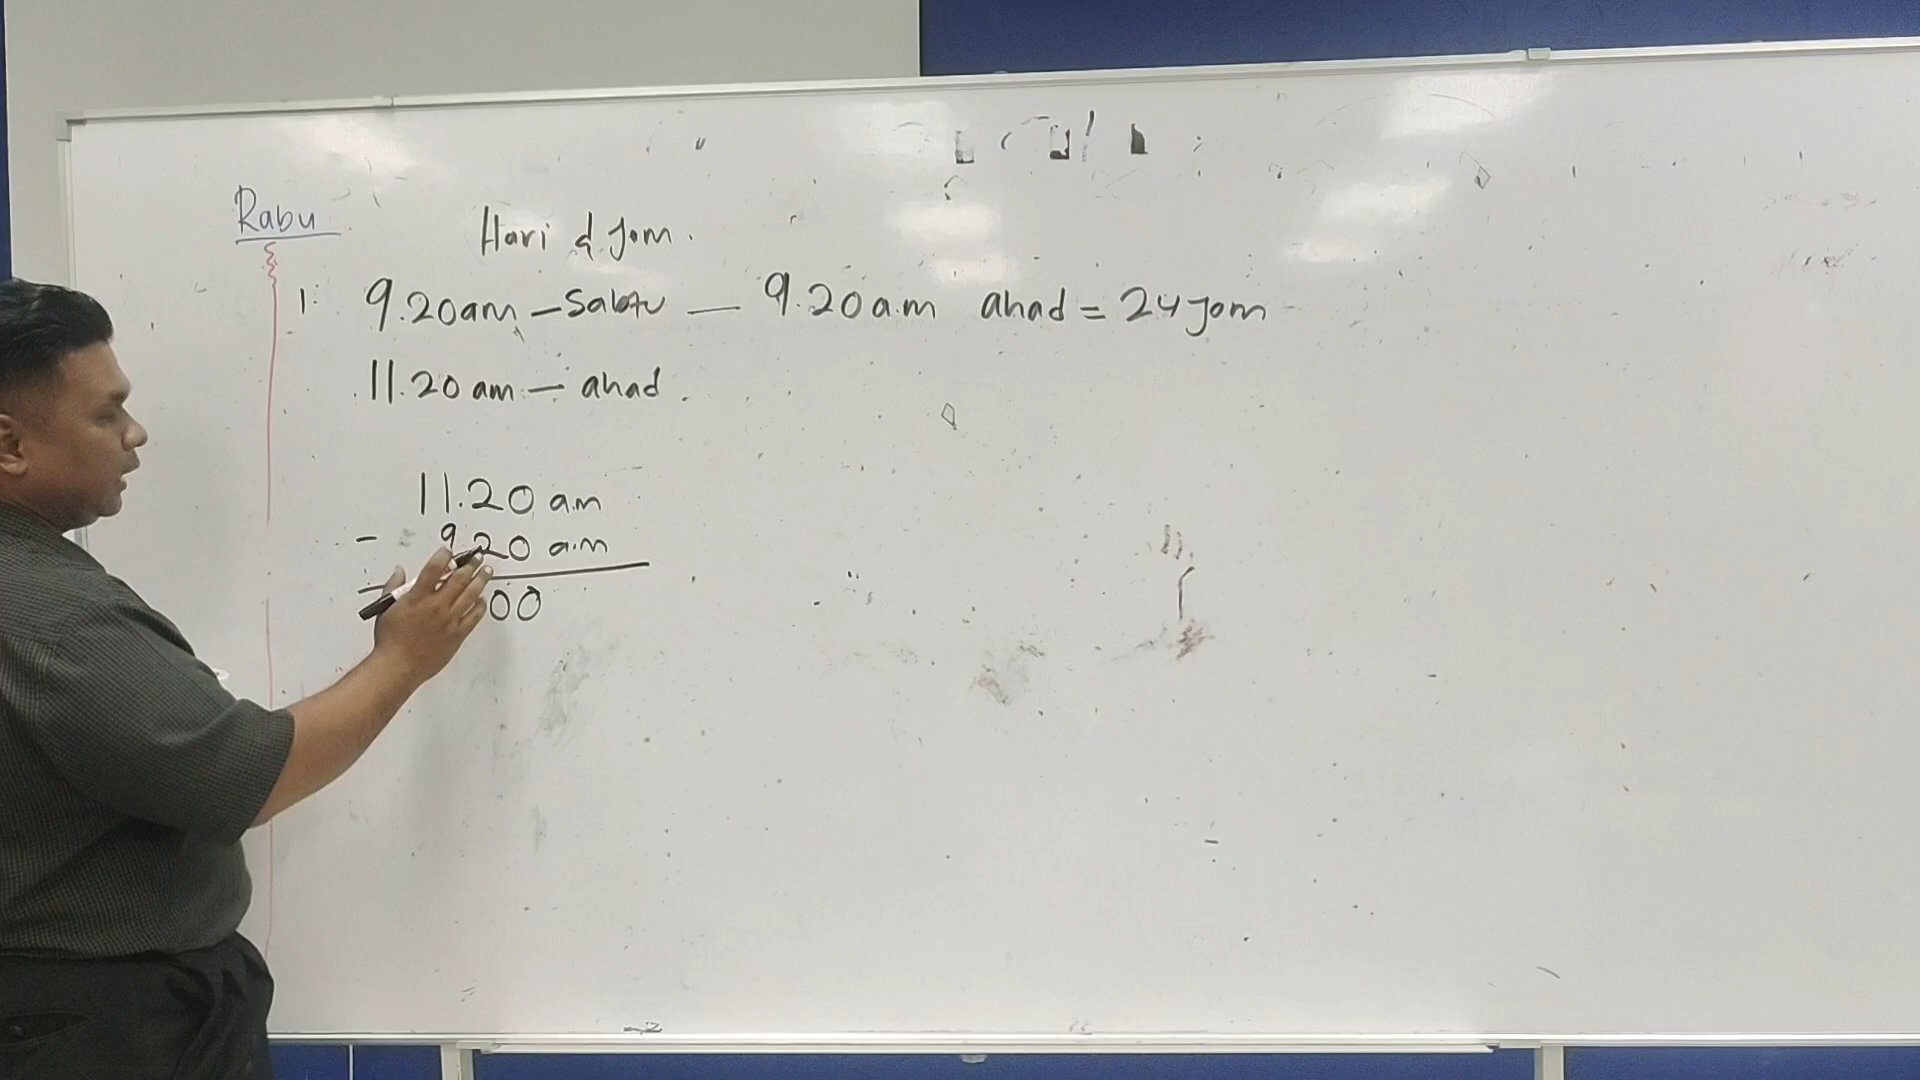 Rabu
Hari & Jam.
1. 9.20am – Sabtu — 9.20 a.m ahad = 24 Jam
11.20 am – ahad.
11.20 a.m
- 9.20 a.m
00